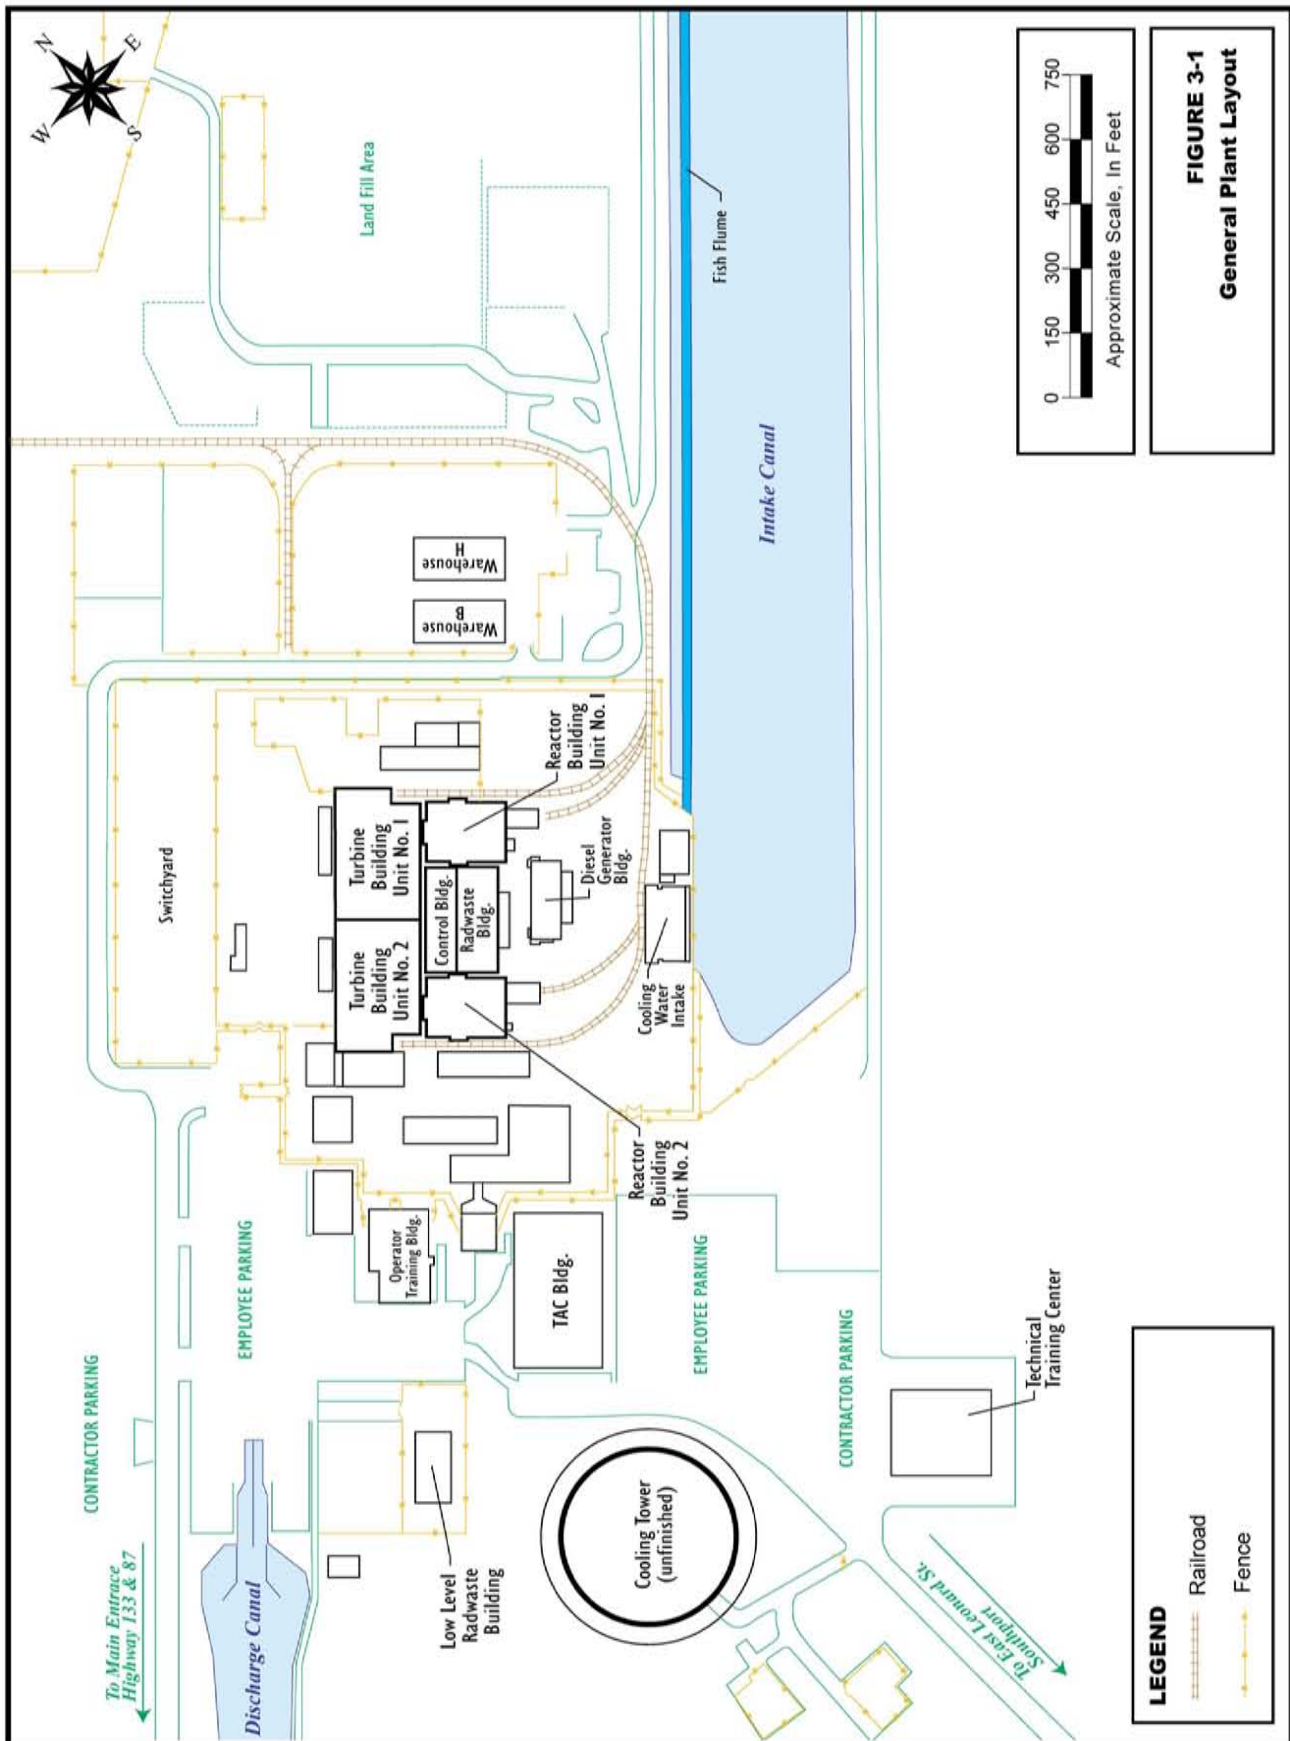 N
E
S
W
Land Fill Area
Fish Flume
Intake Canal
0 150 300 450 600 750
Approximate Scale, In Feet
FIGURE 3-1
General Plant Layout
Warehouse
H
Warehouse
B
Switchyard
Turbine
Building
Unit No. 1
Turbine
Building
Unit No. 2
Control Bldg.
Radwaste
Bldg.
Reactor
Building
Unit No. 1
Diesel
Generator
Bldg.
Cooling
Water
Intake
Reactor
Building
Unit No. 2
Operator
Training Bldg.
TAC Bldg.
EMPLOYEE PARKING
EMPLOYEE PARKING
CONTRACTOR PARKING
CONTRACTOR PARKING
Technical
Training Center
Low Level
Radwaste
Building
Cooling Tower
(unfinished)
To Main Entrace
Highway 133 & 87
Discharge Canal
To East Leonard St.
Southport
LEGEND
Railroad
Fence